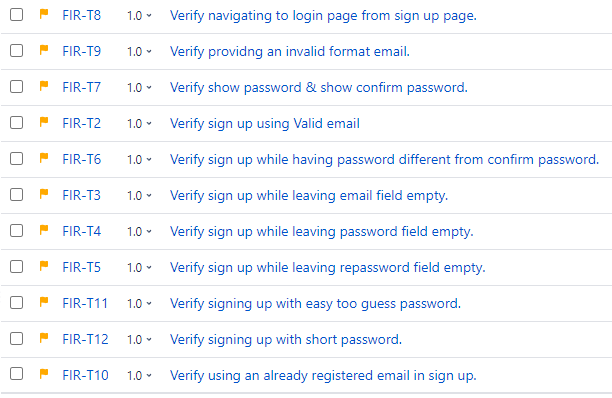 FIR-T8 1.0 Verify navigating to login page from sign up page.
FIR-T9 1.0 Verify providng an invalid format email.
FIR-T7 1.0 Verify show password & show confirm password.
FIR-T2 1.0 Verify sign up using Valid email
FIR-T6 1.0 Verify sign up while having password different from confirm password.
FIR-T3 1.0 Verify sign up while leaving email field empty.
FIR-T4 1.0 Verify sign up while leaving password field empty.
FIR-T5 1.0 Verify sign up while leaving repassword field empty.
FIR-T11 1.0 Verify signing up with easy too guess password.
FIR-T12 1.0 Verify signing up with short password.
FIR-T10 1.0 Verify using an already registered email in sign up.